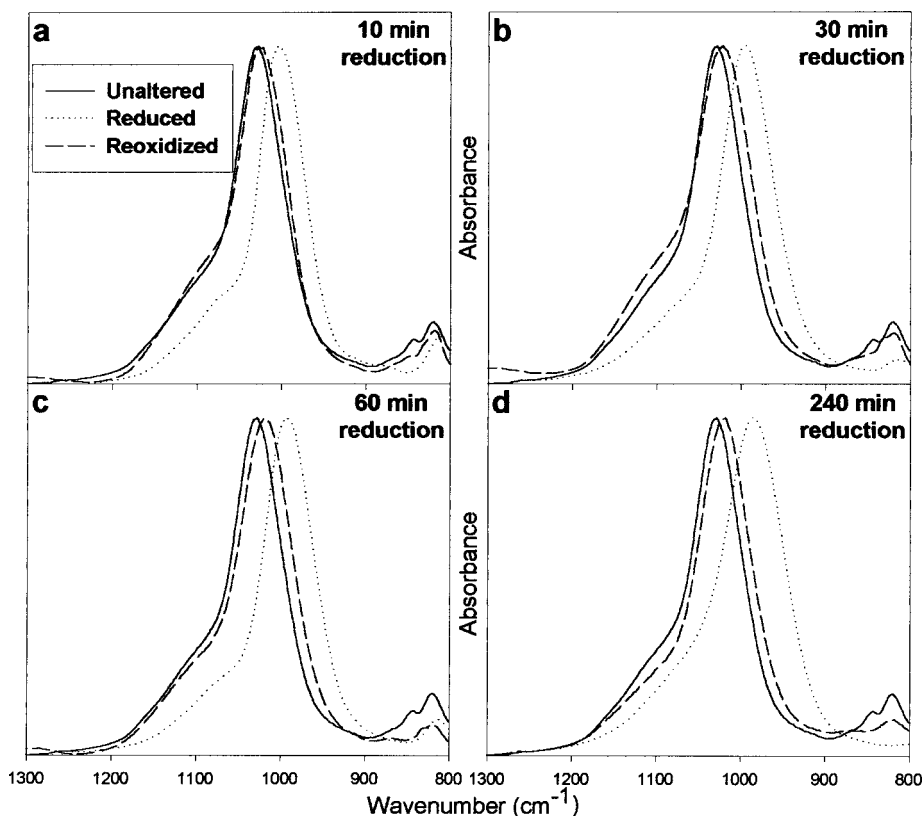 a
10 min
reduction
Unaltered
Reduced
Reoxidized
b
30 min
reduction
Absorbance
c
60 min
reduction
d
240 min
reduction
Absorbance
1300 1200 1100 1000 900 800
1300 1200 1100 1000 900 800
Wavenumber (cm⁻¹)